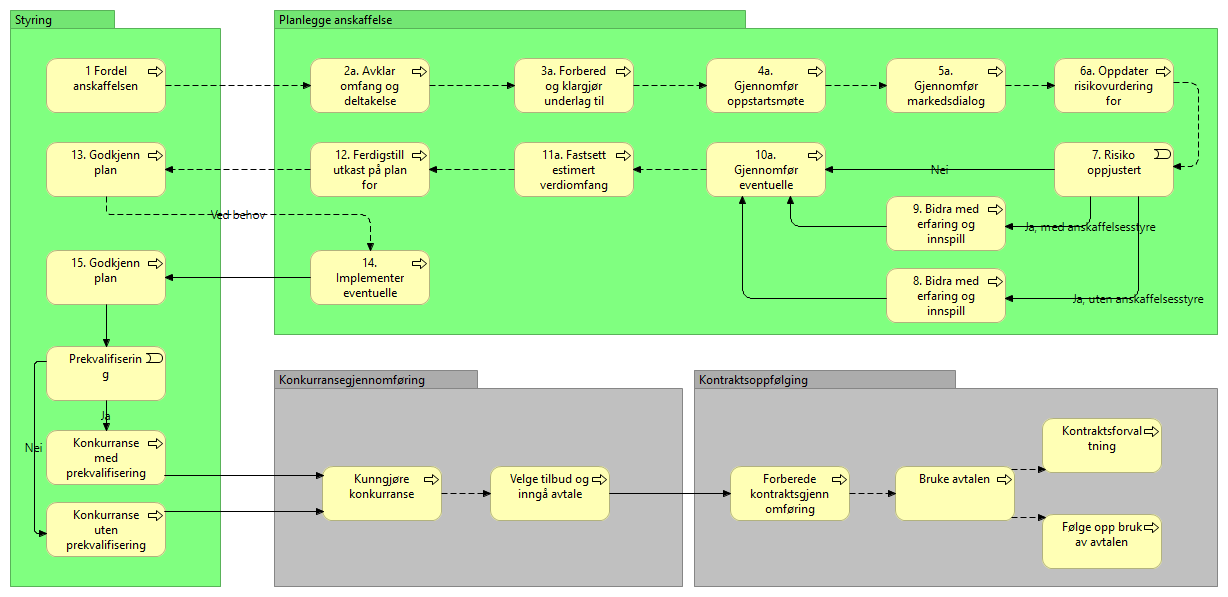 Styring
Planlegge anskaffelse
1 Fordel
anskaffelsen
2a. Avklar
omfang og
deltakelse
3a. Forbered
og klargjør
underlag til
4a.
Gjennomfør
oppstartsmøte
5a.
Gjennomfør
markedsdialog
6a. Oppdater
risikovurdering
for
13. Godkjenn
plan
12. Ferdigstill
utkast på plan
for
11a. Fastsett
estimert
verdiomfang
10a.
Gjennomfør
eventuelle
Nei
7. Risiko
oppjustert
Ved behov
9. Bidra med
erfaring og
innspill
Ja, med anskaffelsesstyre
15. Godkjenn
plan
14.
Implementer
eventuelle
8. Bidra med
erfaring og
innspill
Ja, uten anskaffelsesstyre
Prekvalifiserin
g
Ja
Nei
Konkurranse
med
prekvalifisering
Konkurranse
uten
prekvalifisering
Konkurransegjennomføring
Kunngjøre
konkurranse
Velge tilbud og
inngå avtale
Kontraktsoppfølging
Forberede
kontraktsgjenn
omføring
Bruke avtalen
Kontraktsforval
tning
Følge opp bruk
av avtalen